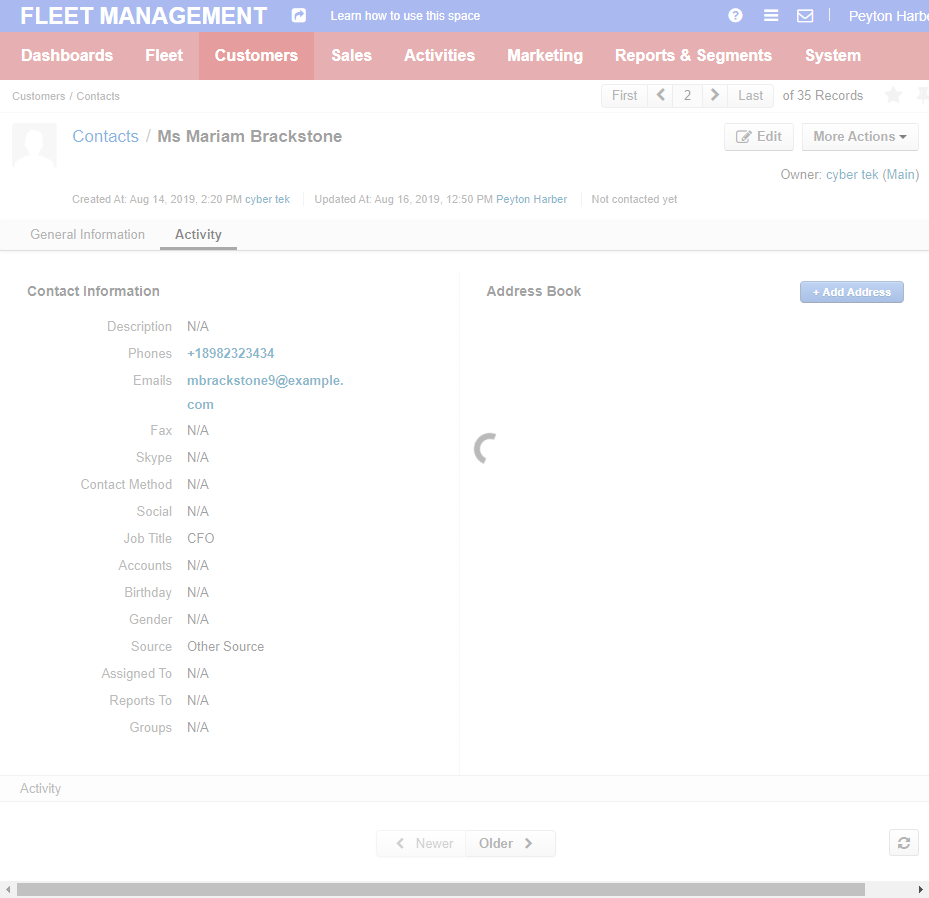 FLEET MANAGEMENT Learn how to use this space
Dashboards Fleet Customers Sales Activities Marketing Reports & Segments System
Customers / Contacts First 2 Last of 35 Records
Contacts / Ms Mariam Brackstone Edit More Actions
Owner: cyber tek (Main)
Created At: Aug 14, 2019, 2:20 PM cyber tek Updated At: Aug 16, 2019, 12:50 PM Peyton Harber Not contacted yet
General Information Activity
Contact Information
Description N/A
Phones +18982323434
Emails mbrackstone9@example.
com
Fax N/A
Skype N/A
Contact Method N/A
Social N/A
Job Title CFO
Accounts N/A
Birthday N/A
Gender N/A
Source Other Source
Assigned To N/A
Reports To N/A
Groups N/A
Address Book + Add Address
Activity
Newer Older